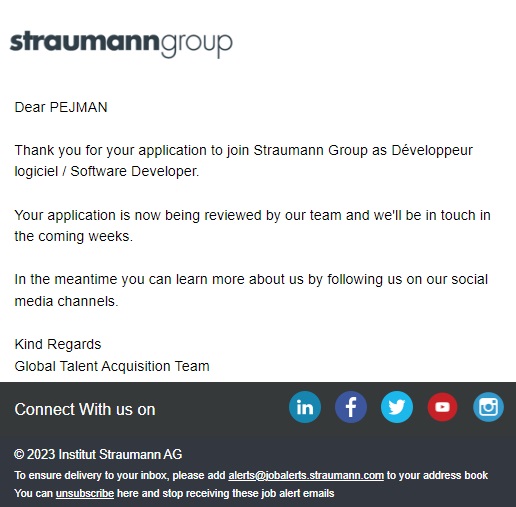 straumanngroup
Dear PEJMAN
Thank you for your application to join Straumann Group as Développeur
logiciel / Software Developer.
Your application is now being reviewed by our team and we'll be in touch in
the coming weeks.
In the meantime you can learn more about us by following us on our social
media channels.
Kind Regards
Global Talent Acquisition Team
Connect With us on
© 2023 Institut Straumann AG
To ensure delivery to your inbox, please add alerts@jobalerts.straumann.com to your address book
You can unsubscribe here and stop receiving these job alert emails